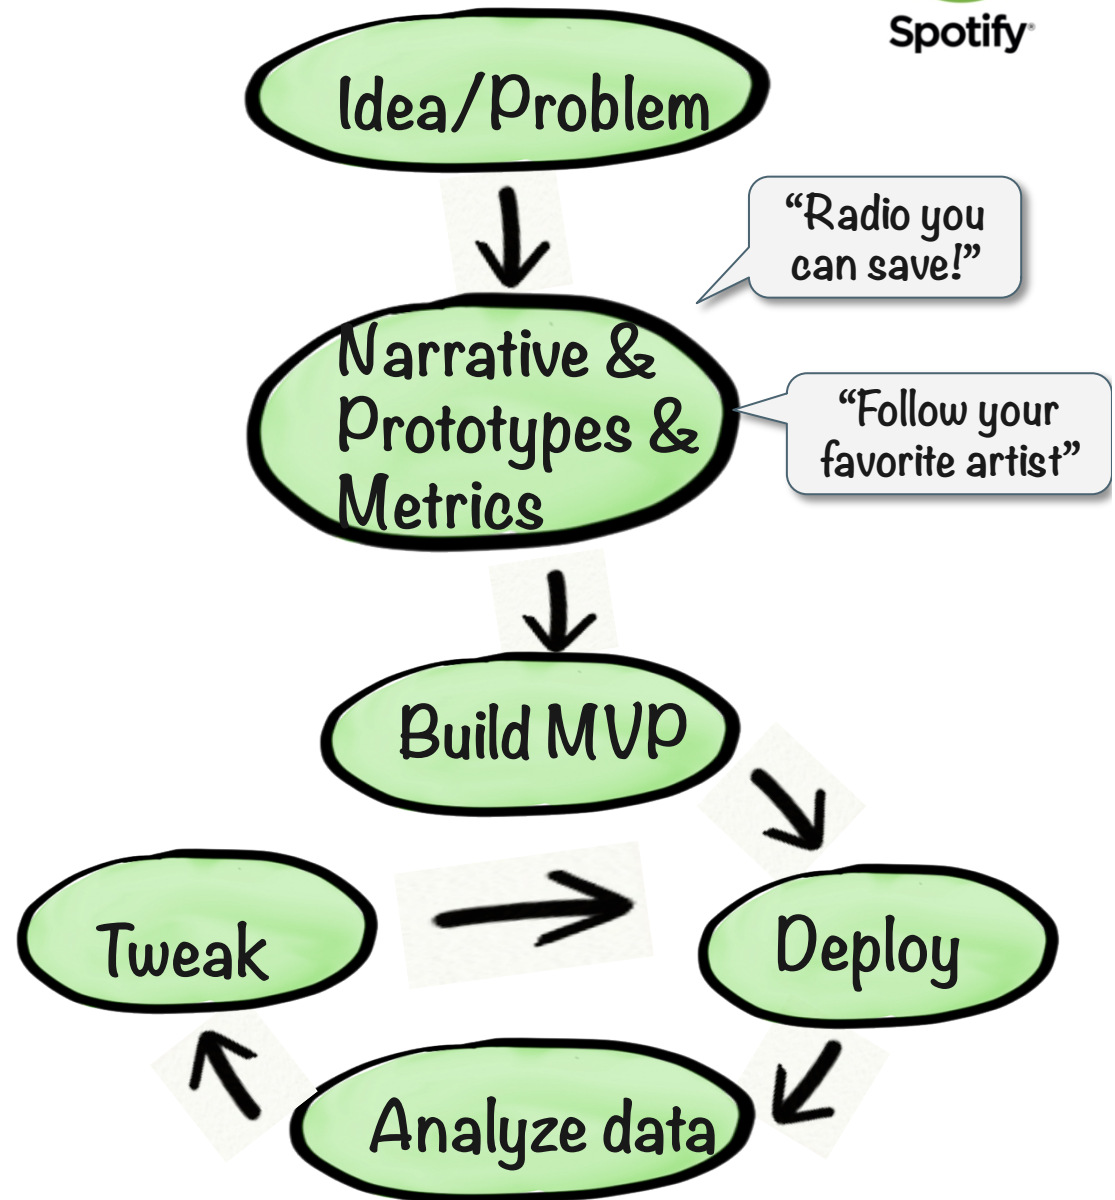 Spotify®
Idea/Problem
“Radio you
can save!”
Narrative &
Prototypes &
Metrics
“Follow your
favorite artist”
Build MVP
Tweak
Deploy
Analyze data